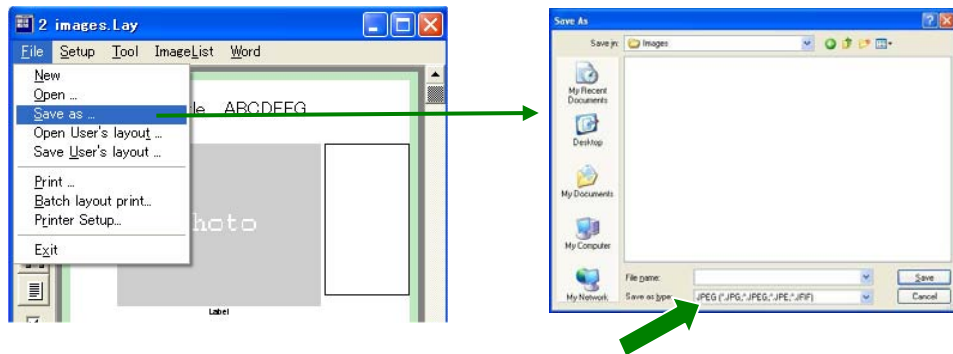 2 images.Lay
File Setup Tool ImageList Word
New
Open ...
Save as ...
Open User's layout ...
Save User's layout ...
Print ...
Batch layout print...
Printer Setup...
Exit
le ABCDEFG
hoto
Label
Save As
Save in: Images
My Recent
Documents
Desktop
My Documents
My Computer
My Network
File name:
Save
Save as type:
JPEG (*.JPG;*.JPEG;*.JPE;*.JFIF)
Cancel